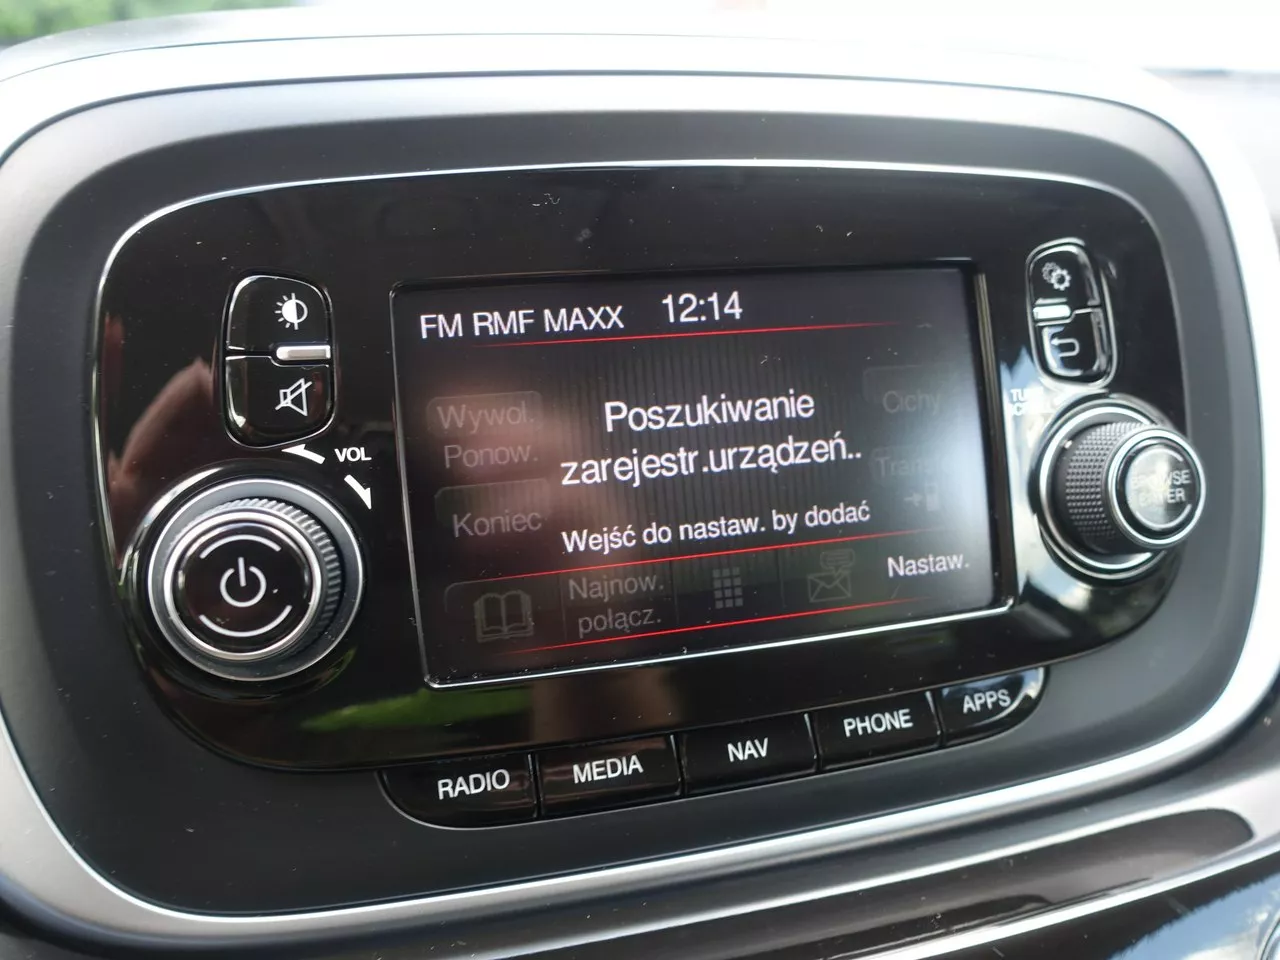 FM RMF MAXX 12:14
Poszukiwanie
zarejestr.urządzeń..
Wejść do nastaw. by dodać
Wywoł.
Ponow.
Koniec
Cichy
Najnow.
połącz.
Nastaw.
VOL
BROWSE
ENTER
RADIO
MEDIA
NAV
PHONE
APPS